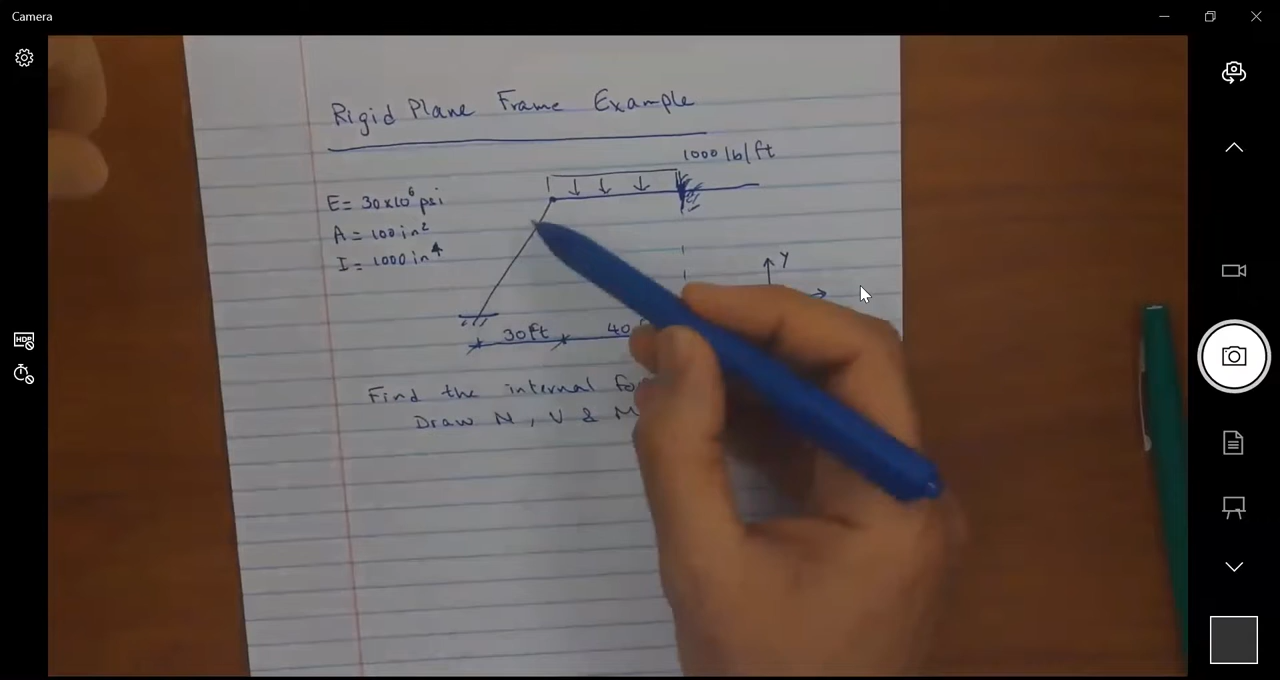 Camera
Rigid Plane Frame Example
1000 lb/ft
E = 30x10⁶ psi
A = 100 in²
I = 1000 in⁴
Y
30ft 40
Find the internal
Draw N, V & M
HDR